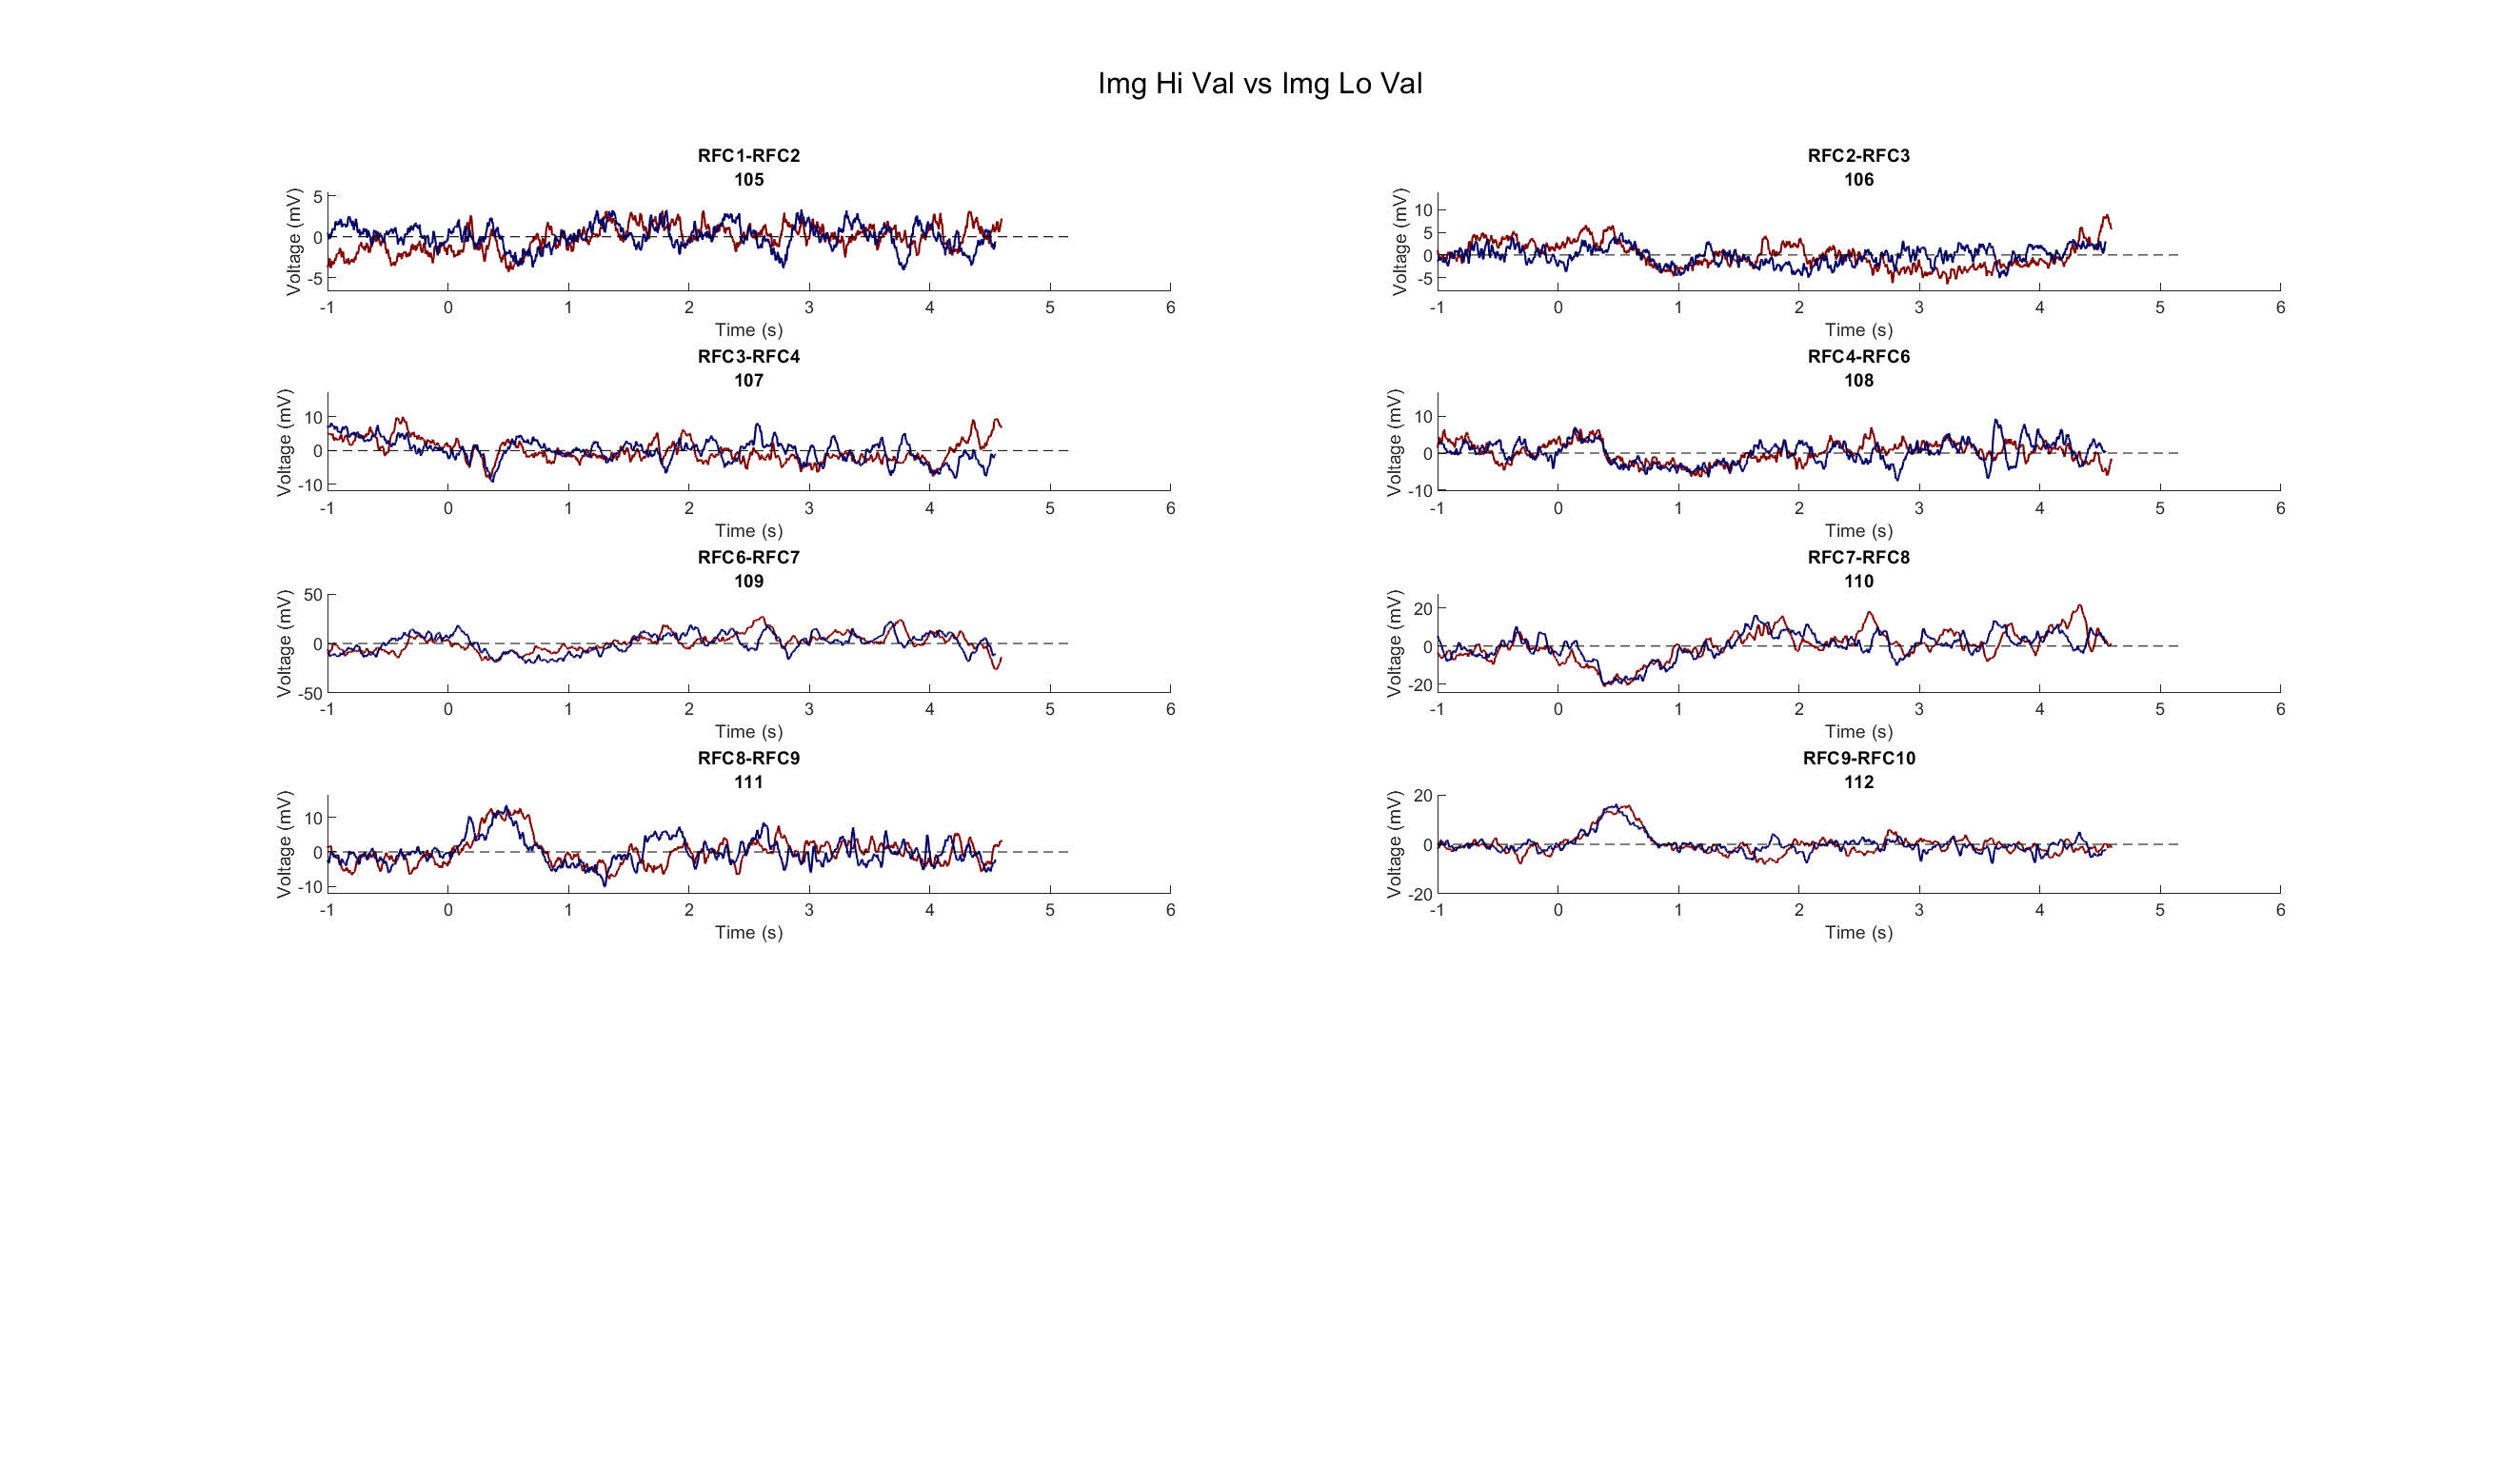 Img Hi Val vs Img Lo Val
RFC1-RFC2
105
Voltage (mV)
5
0
-5
-1 0 1 2 3 4 5 6
Time (s)
RFC2-RFC3
106
Voltage (mV)
10
5
0
-5
-1 0 1 2 3 4 5 6
Time (s)
RFC3-RFC4
107
Voltage (mV)
10
0
-10
-1 0 1 2 3 4 5 6
Time (s)
RFC4-RFC6
108
Voltage (mV)
10
0
-10
-1 0 1 2 3 4 5 6
Time (s)
RFC6-RFC7
109
Voltage (mV)
50
0
-50
-1 0 1 2 3 4 5 6
Time (s)
RFC7-RFC8
110
Voltage (mV)
20
0
-20
-1 0 1 2 3 4 5 6
Time (s)
RFC8-RFC9
111
Voltage (mV)
10
0
-10
-1 0 1 2 3 4 5 6
Time (s)
RFC9-RFC10
112
Voltage (mV)
20
0
-20
-1 0 1 2 3 4 5 6
Time (s)